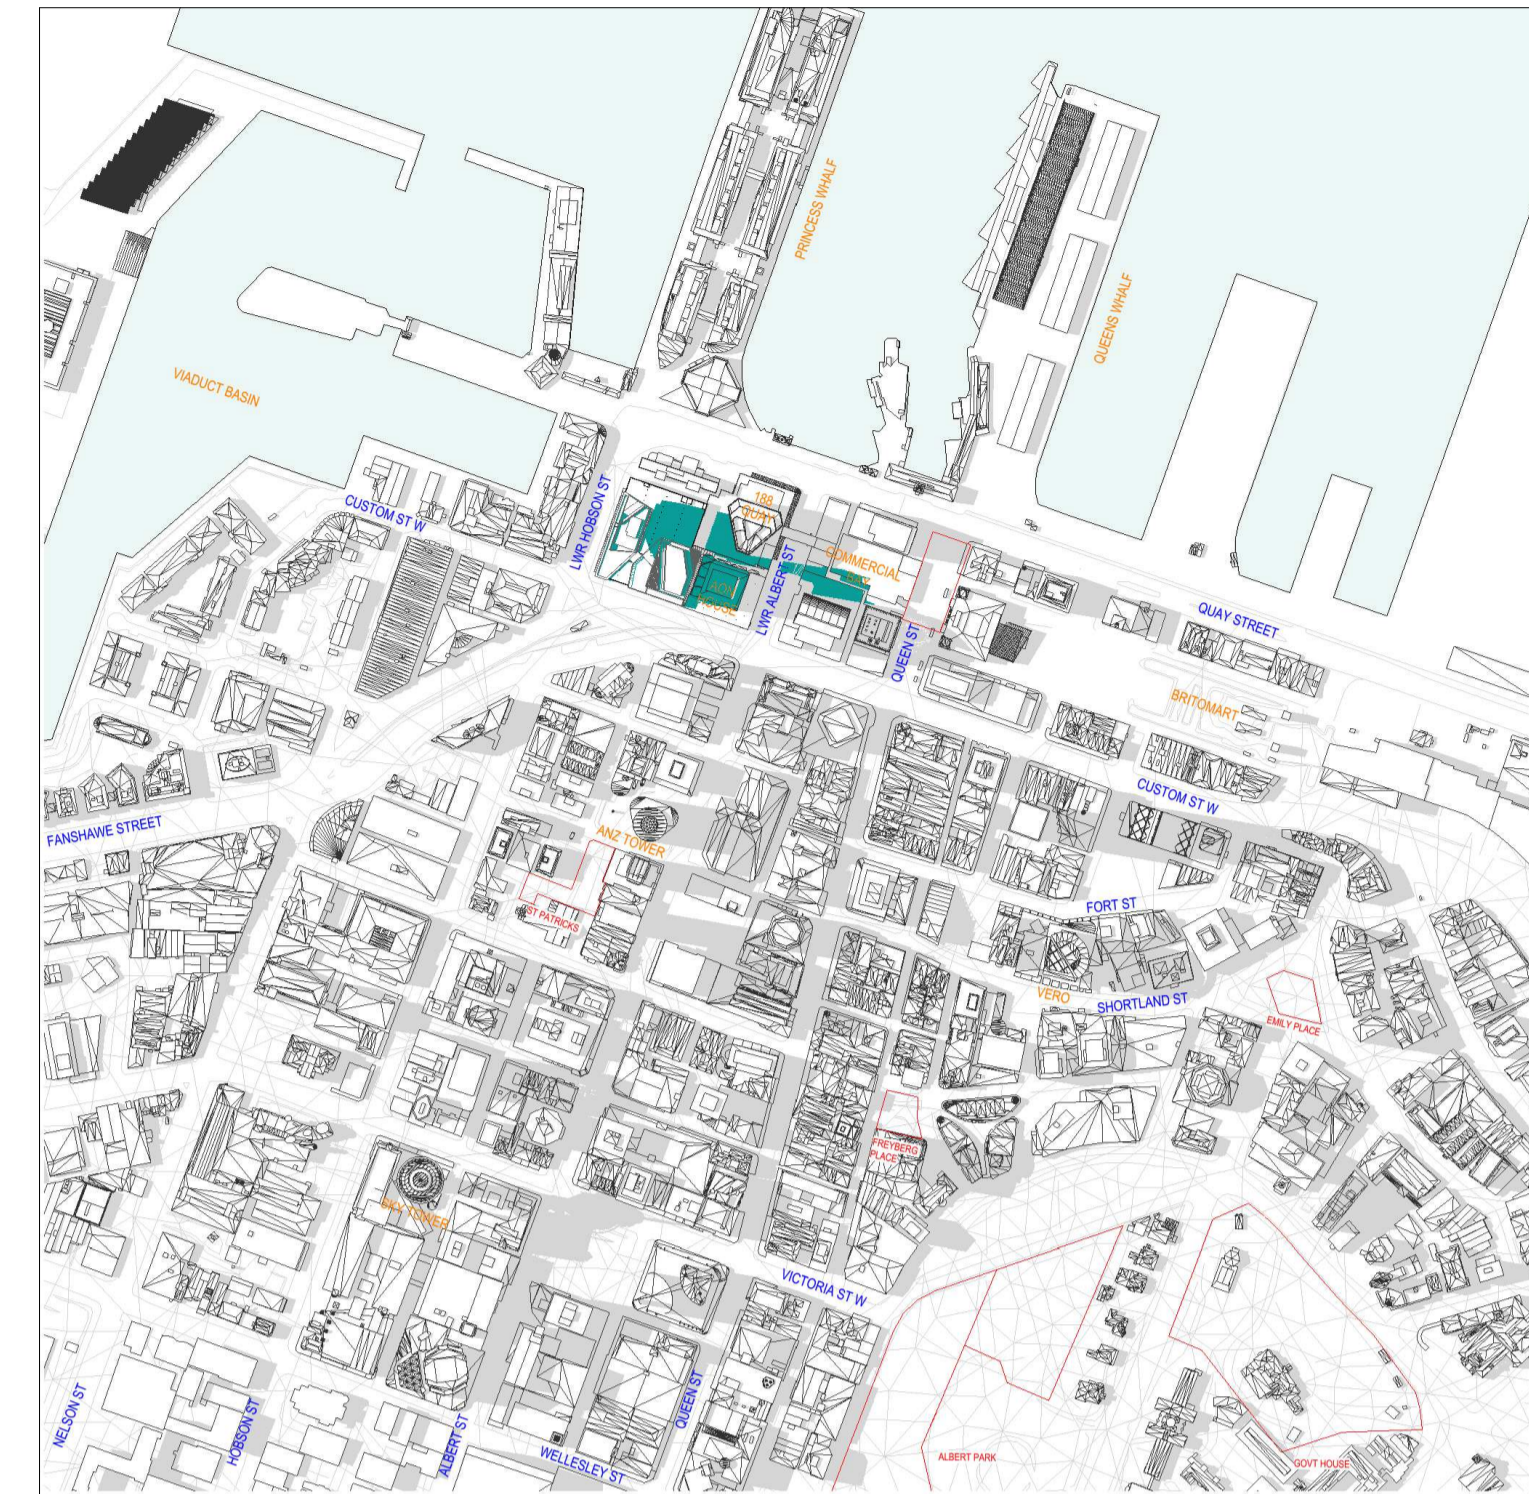 PRINCESS WHALF
QUEENS WHALF
VIADUCT BASIN
CUSTOM ST W
LWR HOBSON ST
188
QUAY
COMMERCIAL
BAY
AON
HOUSE
LWR ALBERT ST
QUEEN ST
QUAY STREET
BRITOMART
CUSTOM ST W
FANSHAWE STREET
ANZ TOWER
ST PATRICKS
FORT ST
VERO
SHORTLAND ST
EMILY PLACE
FREYBERG
PLACE
SKY TOWER
VICTORIA ST W
NELSON ST
HOBSON ST
ALBERT ST
WELLESLEY ST
QUEEN ST
ALBERT PARK
GOVT HOUSE